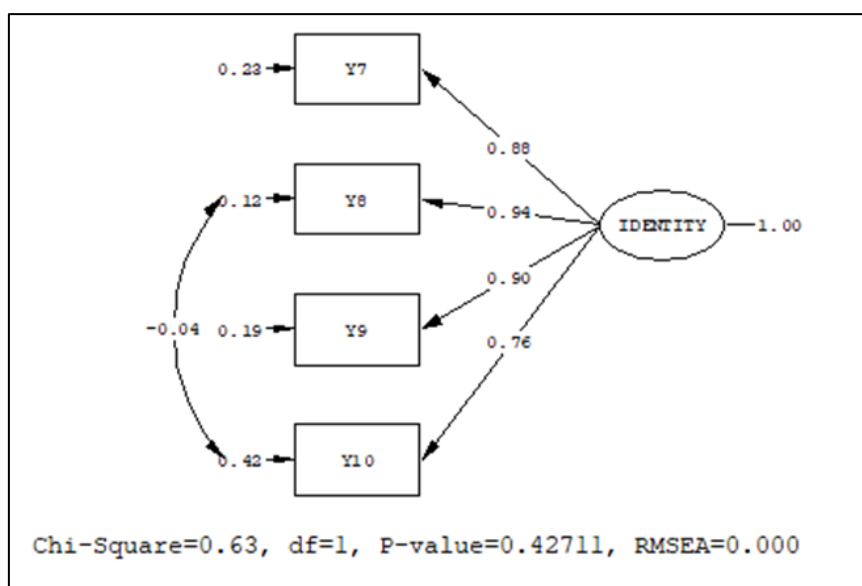 0.23 Y7
0.88
0.12 Y8 0.94 IDENTITY 1.00
0.90
-0.04 0.19 Y9 0.76
0.42 Y10
Chi-Square=0.63, df=1, P-value=0.42711, RMSEA=0.000